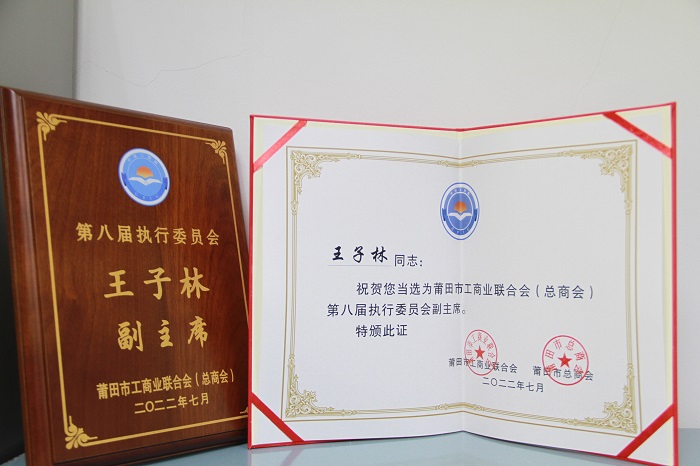 第八届执行委员会
王子林
副主席
莆田市工商业联合会（总商会）
二〇二二年七月
王子林 同志：
祝贺您当选为莆田市工商业联合会（总商会）
第八届执行委员会副主席。
特颁此证
莆田市工商业联合会 莆田市总商会
二〇二二年七月